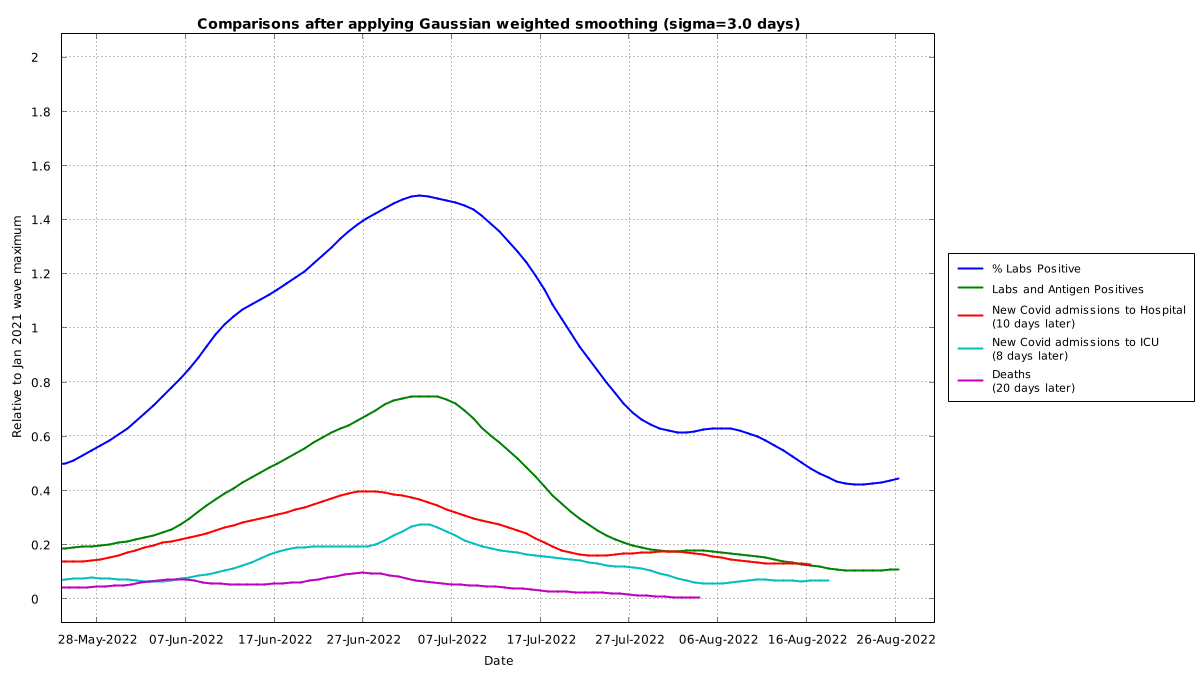 Comparisons after applying Gaussian weighted smoothing (sigma=3.0 days)
Relative to Jan 2021 wave maximum
2
1.8
1.6
1.4
1.2
1
0.8
0.6
0.4
0.2
0
28-May-2022
07-Jun-2022
17-Jun-2022
27-Jun-2022
07-Jul-2022
17-Jul-2022
27-Jul-2022
06-Aug-2022
16-Aug-2022
26-Aug-2022
Date
% Labs Positive
Labs and Antigen Positives
New Covid admissions to Hospital
(10 days later)
New Covid admissions to ICU
(8 days later)
Deaths
(20 days later)